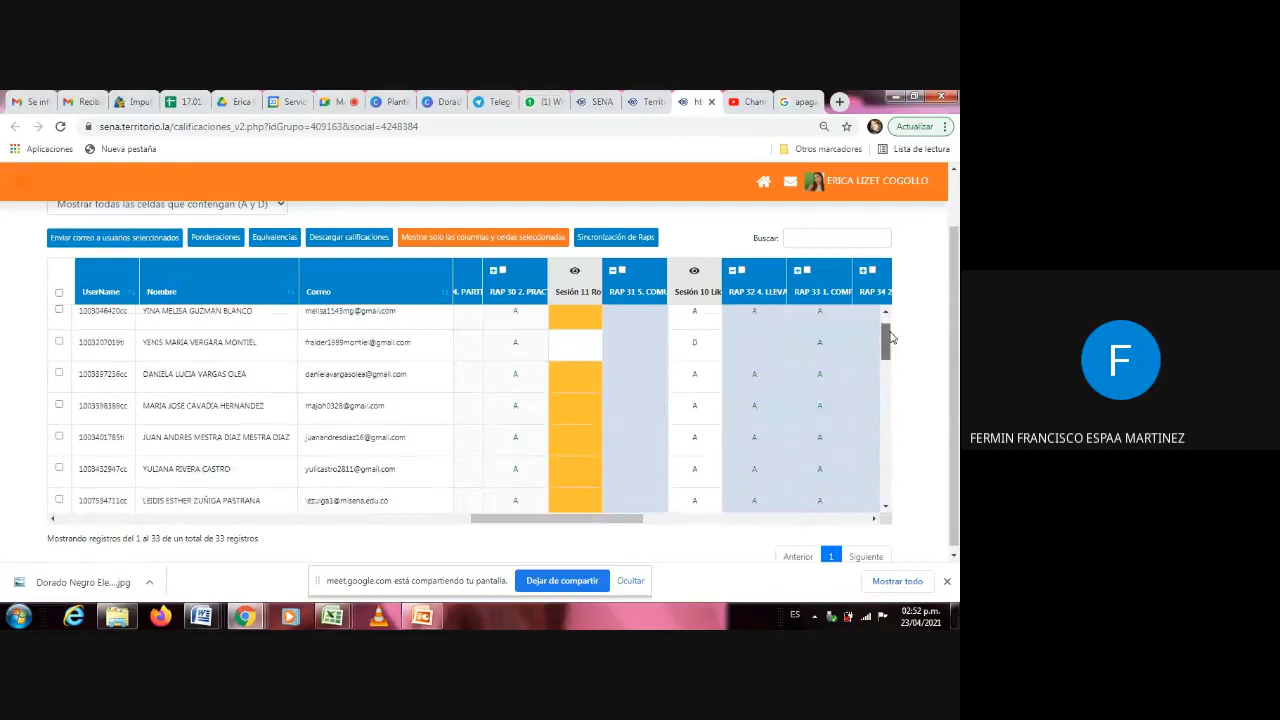 Se inf
Recib
Impul
17.01
Erica
Servic
M
Planti
Dorad
Teleg
(1) W
SENA
Territ
ht
Chan
apaga
sena.territorio.la/calificaciones_v2.php?idGrupo=409163&social=4248384
Actualizar
Aplicaciones
Nueva pestaña
Otros marcadores
Lista de lectura
ERICA LIZET COGOLLO
Mostrar todas las celdas que contengan (A y D)
Enviar correo a usuarios seleccionados Ponderaciones Equivalencias Descargar calificaciones Mostrar solo las columnas y celdas seleccionadas Sincronización de Raps Buscar:
UserName Nombre Correo 4. PARTI RAP 30 2. PRAC Sesión 11 Ro RAP 31 5. COMU Sesión 10 Lik RAP 32 4. LLEVA RAP 33 1. COMP RAP 34 2
1003046420cc YINA MELISA GUZMAN BLANCO melisa1143mg@gmail.com A A A A
1003207019ti YENIS MARIA VERGARA MONTIEL fraider1999montiel@gmail.com A D A
1003397236cc DANIELA LUCIA VARGAS OLEA danielavargasolea@gmail.com A A A A
1003398389cc MARIA JOSE CAVADIA HERNANDEZ majoh0328@gmail.com A A A A
1003401785ti JUAN ANDRES MESTRA DIAZ MESTRA DIAZ juanandresdiaz16@gmail.com A A A A
1003432947cc YULIANA RIVERA CASTRO yulicastro2811@gmail.com A A A A
1007594711cc LEIDIS ESTHER ZUÑIGA PASTRANA lezuiga1@misena.edu.co A A A A
Mostrando registros del 1 al 33 de un total de 33 registros
Anterior 1 Siguiente
Dorado Negro Ele....jpg
meet.google.com está compartiendo tu pantalla. Dejar de compartir Ocultar
Mostrar todo
ES
02:52 p.m.
23/04/2021
F
FERMIN FRANCISCO ESPAA MARTINEZ